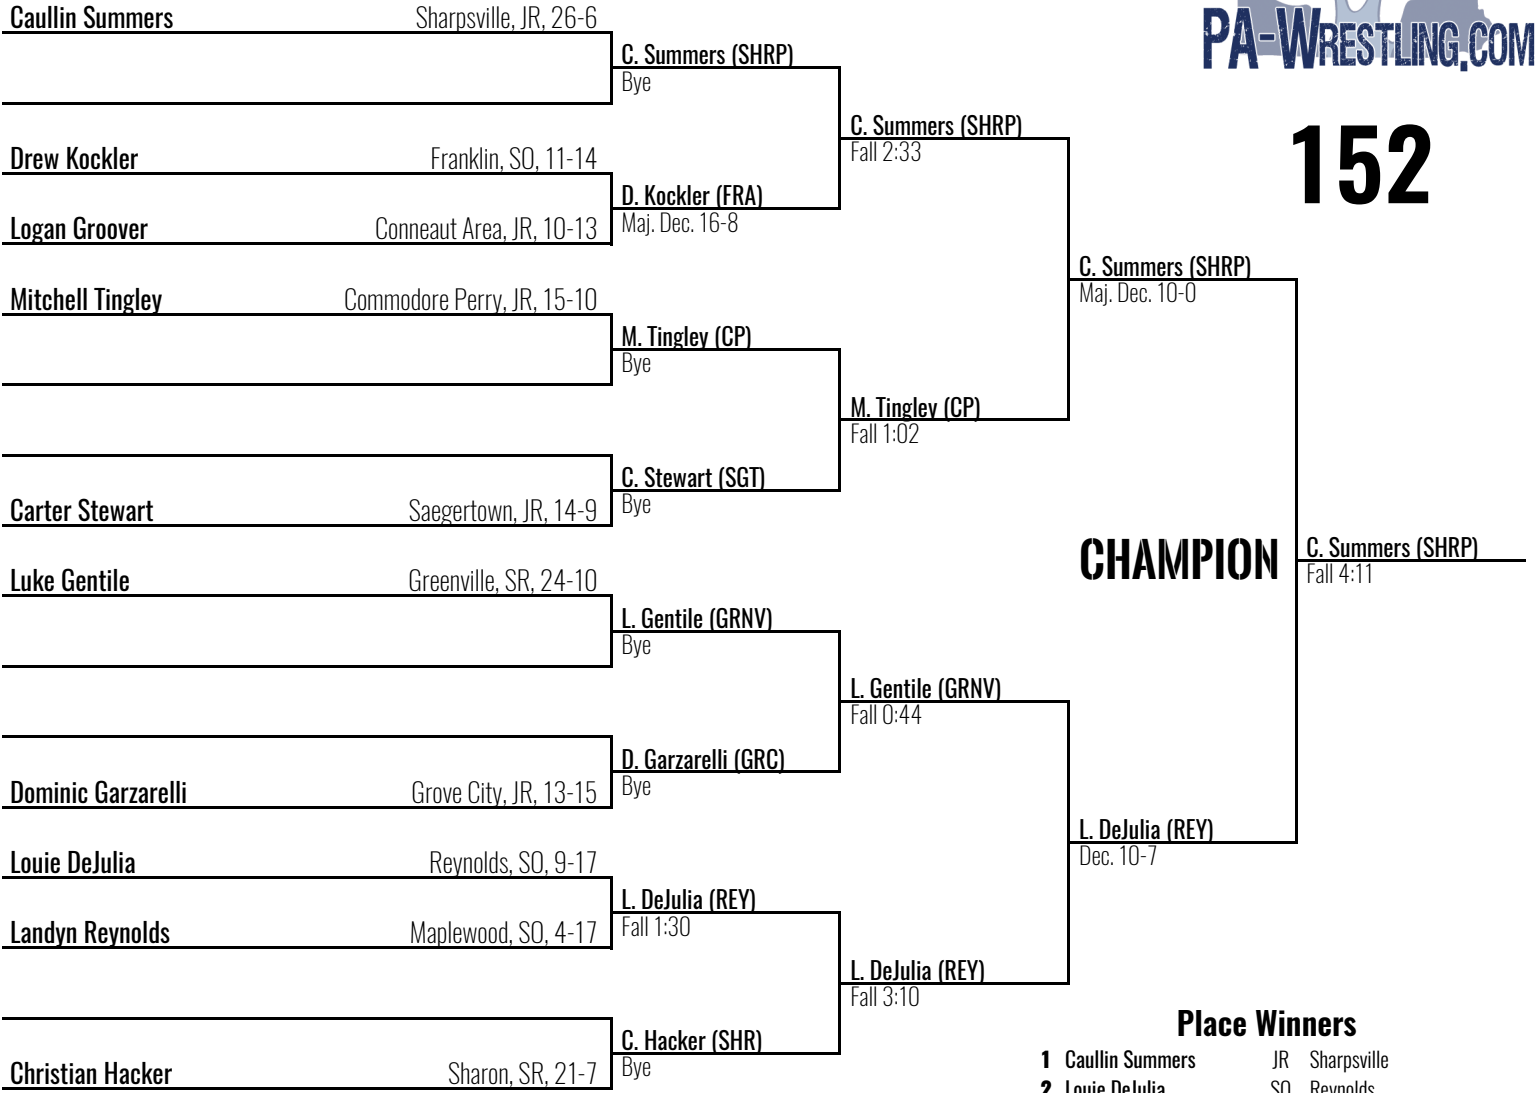 Caullin Summers Sharpsville, JR, 26-6
C. Summers (SHRP)
Bye
Drew Kockler Franklin, SO, 11-14
D. Kockler (FRA)
Maj. Dec. 16-8
Logan Groover Conneaut Area, JR, 10-13
C. Summers (SHRP)
Fall 2:33
Mitchell Tingley Commodore Perry, JR, 15-10
M. Tingley (CP)
Bye
C. Stewart (SGT)
Bye
Carter Stewart Saegertown, JR, 14-9
M. Tingley (CP)
Fall 1:02
C. Summers (SHRP)
Maj. Dec. 10-0
Luke Gentile Greenville, SR, 24-10
L. Gentile (GRNV)
Bye
D. Garzarelli (GRC)
Bye
Dominic Garzarelli Grove City, JR, 13-15
L. Gentile (GRNV)
Fall 0:44
Louie DeJulia Reynolds, SO, 9-17
L. DeJulia (REY)
Fall 1:30
Landyn Reynolds Maplewood, SO, 4-17
C. Hacker (SHR)
Bye
Christian Hacker Sharon, SR, 21-7
L. DeJulia (REY)
Fall 3:10
L. DeJulia (REY)
Dec. 10-7
PA-WRESTLING.COM
152
CHAMPION
C. Summers (SHRP)
Fall 4:11
Place Winners
1 Caullin Summers JR Sharpsville
2 Louie DeJulia SO Reynolds